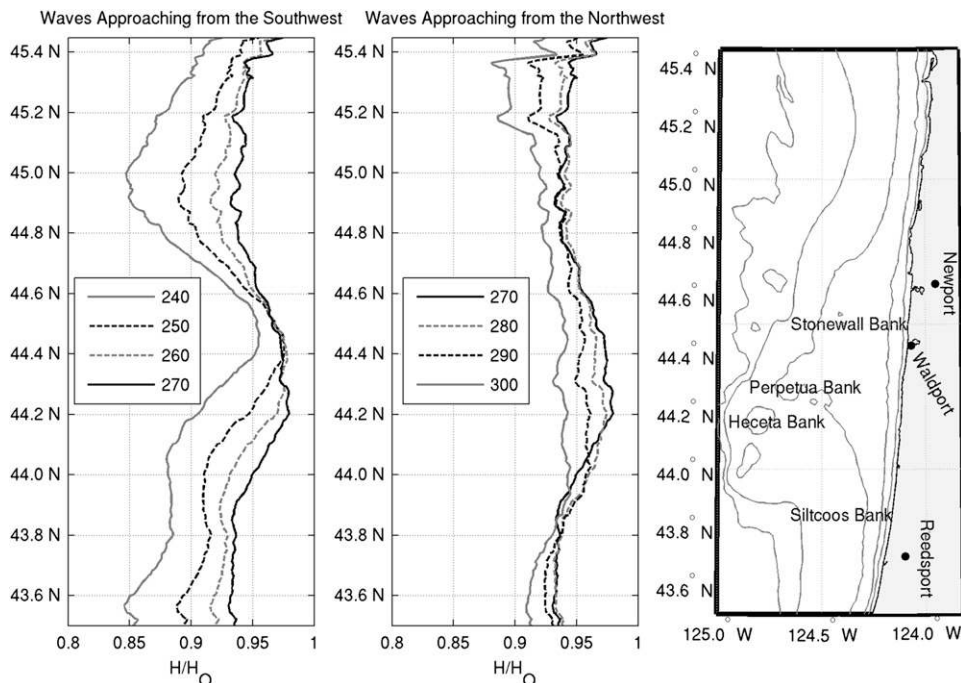 Waves Approaching from the Southwest
45.4 N
45.2 N
45.0 N
44.8 N
44.6 N
44.4 N
44.2 N
44.0 N
43.8 N
43.6 N
240
250
260
270
0.8
0.85
0.9
0.95
1
H/H_O
Waves Approaching from the Northwest
45.4 N
45.2 N
45.0 N
44.8 N
44.6 N
44.4 N
44.2 N
44.0 N
43.8 N
43.6 N
270
280
290
300
0.8
0.85
0.9
0.95
1
H/H_O
45.4 °N
45.2 °N
45.0 °N
44.8 °N
44.6 °N
44.4 °N
44.2 °N
44.0 °N
43.8 °N
43.6 °N
Newport
Stonewall Bank
Waldport
Perpetua Bank
Heceta Bank
Siltcoos Bank
Reedsport
125.0 °W
124.5 °W
124.0 °W